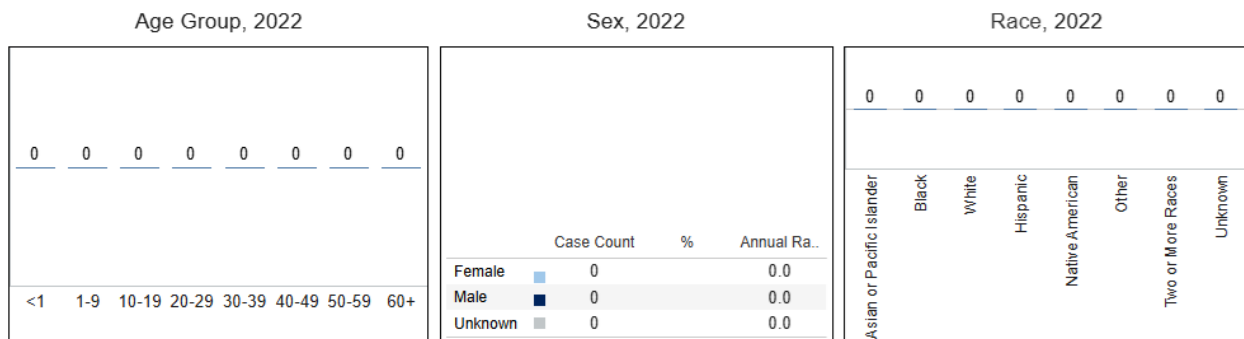 Age Group, 2022
0 0 0 0 0 0 0 0
<1 1-9 10-19 20-29 30-39 40-49 50-59 60+
Sex, 2022
Case Count % Annual Ra..
Female 0 0.0
Male 0 0.0
Unknown 0 0.0
Race, 2022
0 0 0 0 0 0 0 0
Asian or Pacific Islander
Black
White
Hispanic
Native American
Other
Two or More Races
Unknown